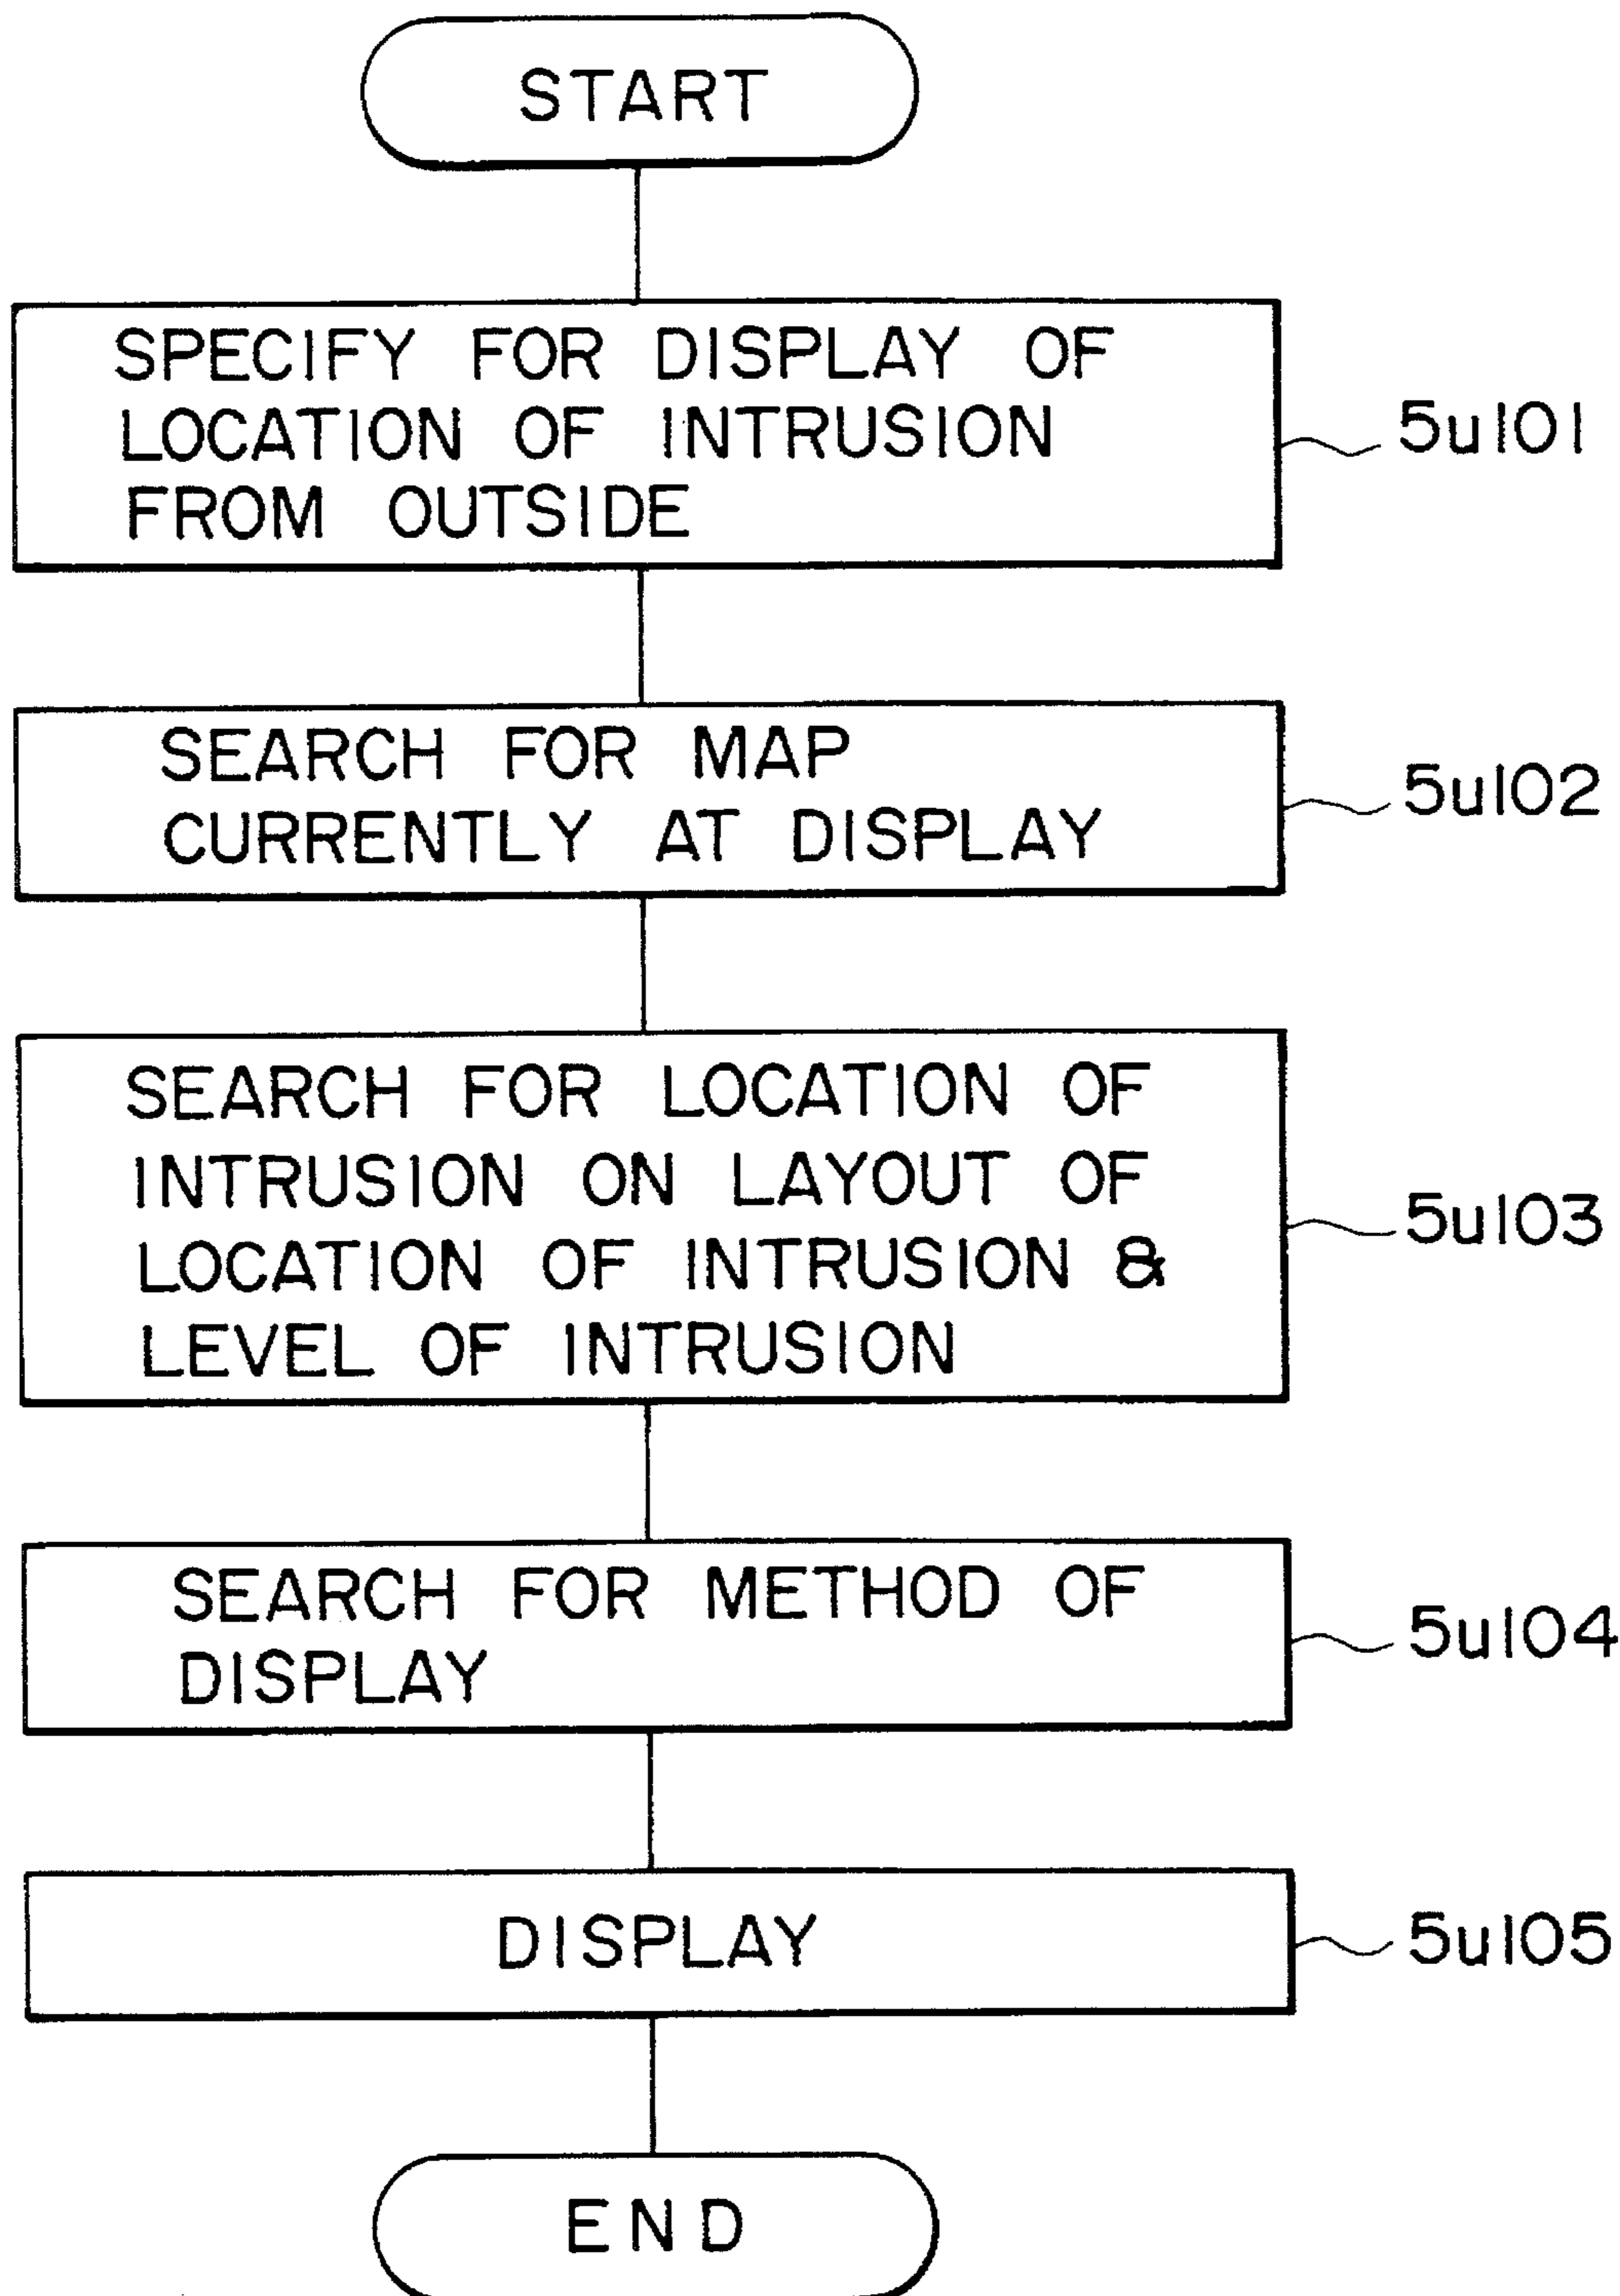 START
SPECIFY FOR DISPLAY OF
LOCATION OF INTRUSION
FROM OUTSIDE
5u101
SEARCH FOR MAP
CURRENTLY AT DISPLAY
5u102
SEARCH FOR LOCATION OF
INTRUSION ON LAYOUT OF
LOCATION OF INTRUSION &
LEVEL OF INTRUSION
5u103
SEARCH FOR METHOD OF
DISPLAY
5u104
DISPLAY
5u105
END